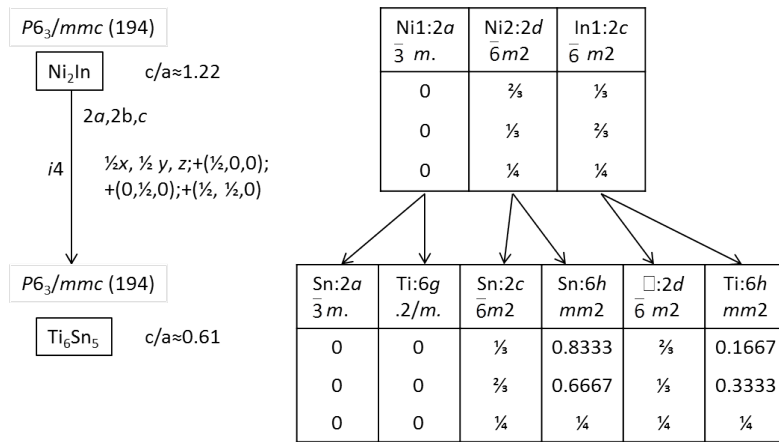 P6₃/mmc (194)
Ni₂In c/a≈1.22
2a,2b,c
i4
½x, ½ y, z;+(½,0,0);
+(0,½,0);+(½, ½,0)
P6₃/mmc (194)
Ti₆Sn₅ c/a≈0.61
Ni1:2a Ni2:2d In1:2c
3̅ m. 6̅m2 6̅ m2
0 ⅔ ⅓
0 ⅓ ⅔
0 ¼ ¼
Sn:2a Ti:6g Sn:2c Sn:6h □:2d Ti:6h
3̅m. .2/m. 6̅m2 mm2 6̅ m2 mm2
0 0 ⅓ 0.8333 ⅔ 0.1667
0 0 ⅔ 0.6667 ⅓ 0.3333
0 0 ¼ ¼ ¼ ¼